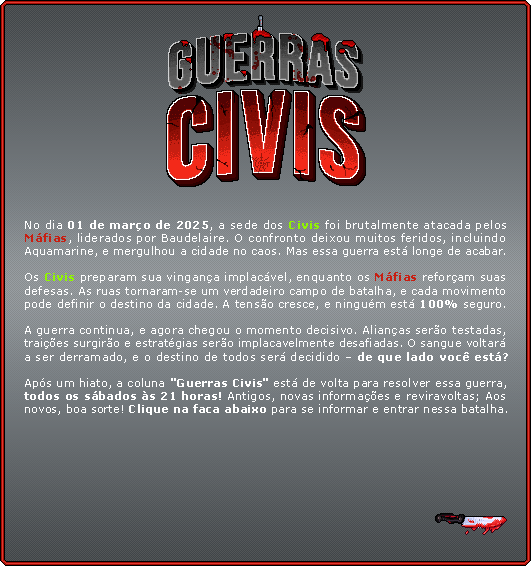 GUERRAS
CIVIS
No dia 01 de março de 2025, a sede dos Civis foi brutalmente atacada pelos
Máfias, liderados por Baudelaire. O confronto deixou muitos feridos, incluindo
Aquamarine, e mergulhou a cidade no caos. Mas essa guerra está longe de acabar.
Os Civis preparam sua vingança implacável, enquanto os Máfias reforçam suas
defesas. As ruas tornaram-se um verdadeiro campo de batalha, e cada movimento
pode definir o destino da cidade. A tensão cresce, e ninguém está 100% seguro.
A guerra continua, e agora chegou o momento decisivo. Alianças serão testadas,
traições surgirão e estratégias serão implacavelmente desafiadas. O sangue voltará
a ser derramado, e o destino de todos será decidido – de que lado você está?
Após um hiato, a coluna "Guerras Civis" está de volta para resolver essa guerra,
todos os sábados às 21 horas! Antigos, novas informações e reviravoltas; Aos
novos, boa sorte! Clique na faca abaixo para se informar e entrar nessa batalha.